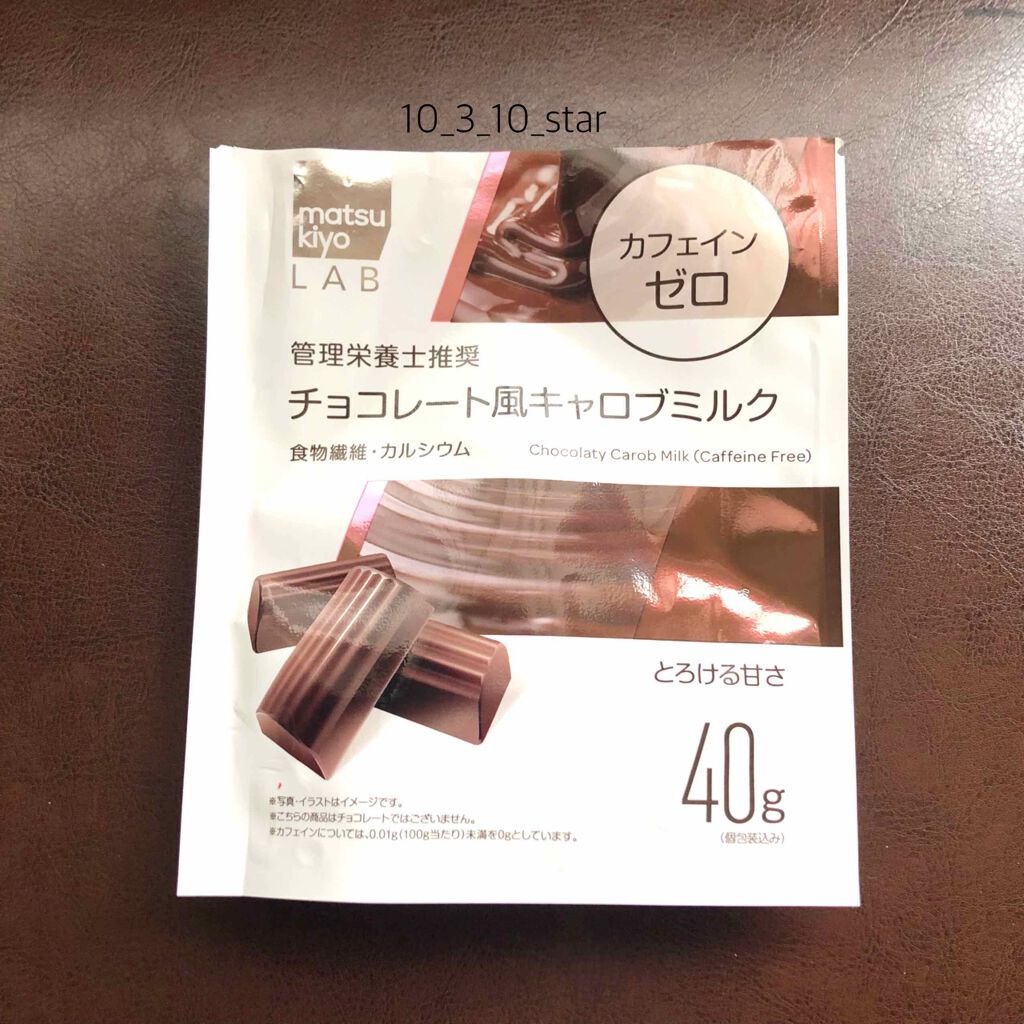 10_3_10_star
matsu
kiyo
LAB
カフェイン
ゼロ
管理栄養士推奨
チョコレート風キャロブミルク
食物繊維・カルシウム
Chocolaty Carob Milk (Caffeine Free)
とろける甘さ
40g
(個包装込み)
※写真・イラストはイメージです。
※こちらの商品はチョコレートではございません。
※カフェインについては、0.01g(100g当たり)未満を0gとしています。